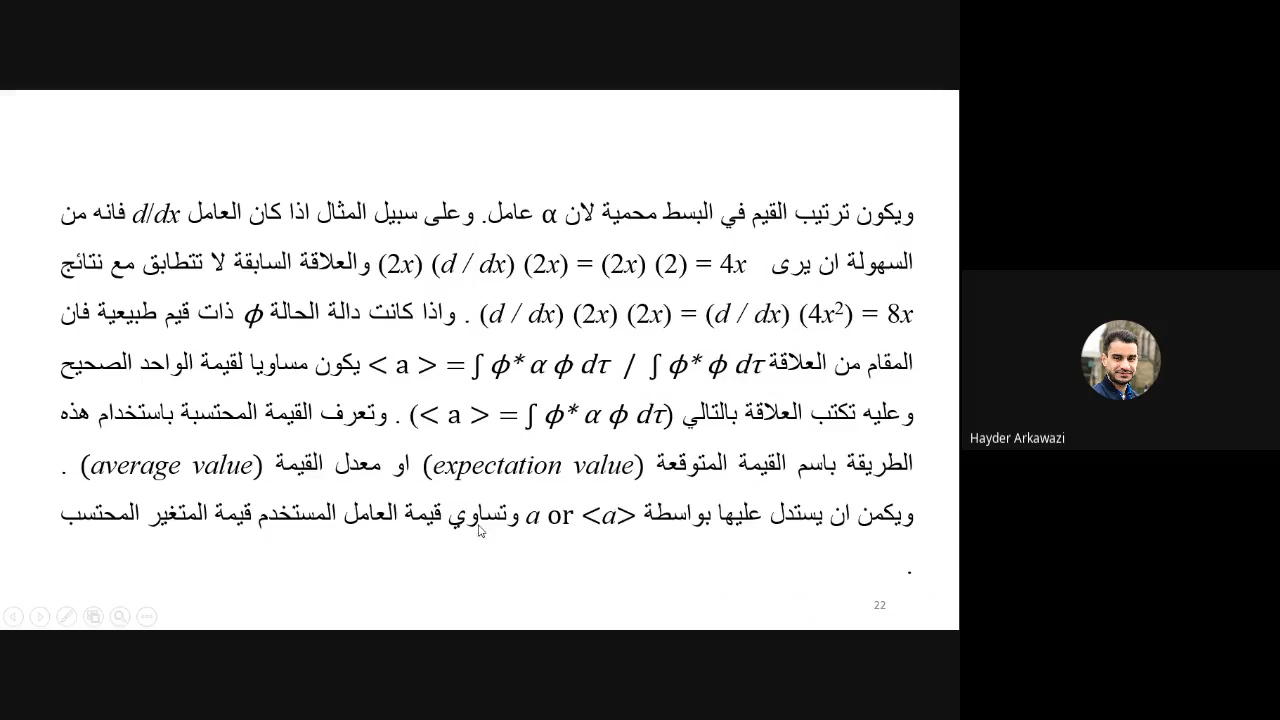 ويكون ترتيب القيم في البسط محمية لان α عامل. وعلى سبيل المثال اذا كان العامل d/dx فانه من
السهولة ان يرى (2x) (d / dx) (2x) = (2x) (2) = 4x والعلاقة السابقة لا تتطابق مع نتائج
(d / dx) (2x) (2x) = (d / dx) (4x²) = 8x . واذا كانت دالة الحالة ϕ ذات قيم طبيعية فان
المقام من العلاقة < a > = ∫ ϕ* α ϕ dτ / ∫ ϕ* ϕ dτ يكون مساويا لقيمة الواحد الصحيح
وعليه تكتب العلاقة بالتالي (< a > = ∫ ϕ* α ϕ dτ) . وتعرف القيمة المحتسبة باستخدام هذه
الطريقة باسم القيمة المتوقعة (expectation value) او معدل القيمة (average value) .
ويكمن ان يستدل عليها بواسطة a or <a> وتساوي قيمة العامل المستخدم قيمة المتغير المحتسب
.
22
Hayder Arkawazi